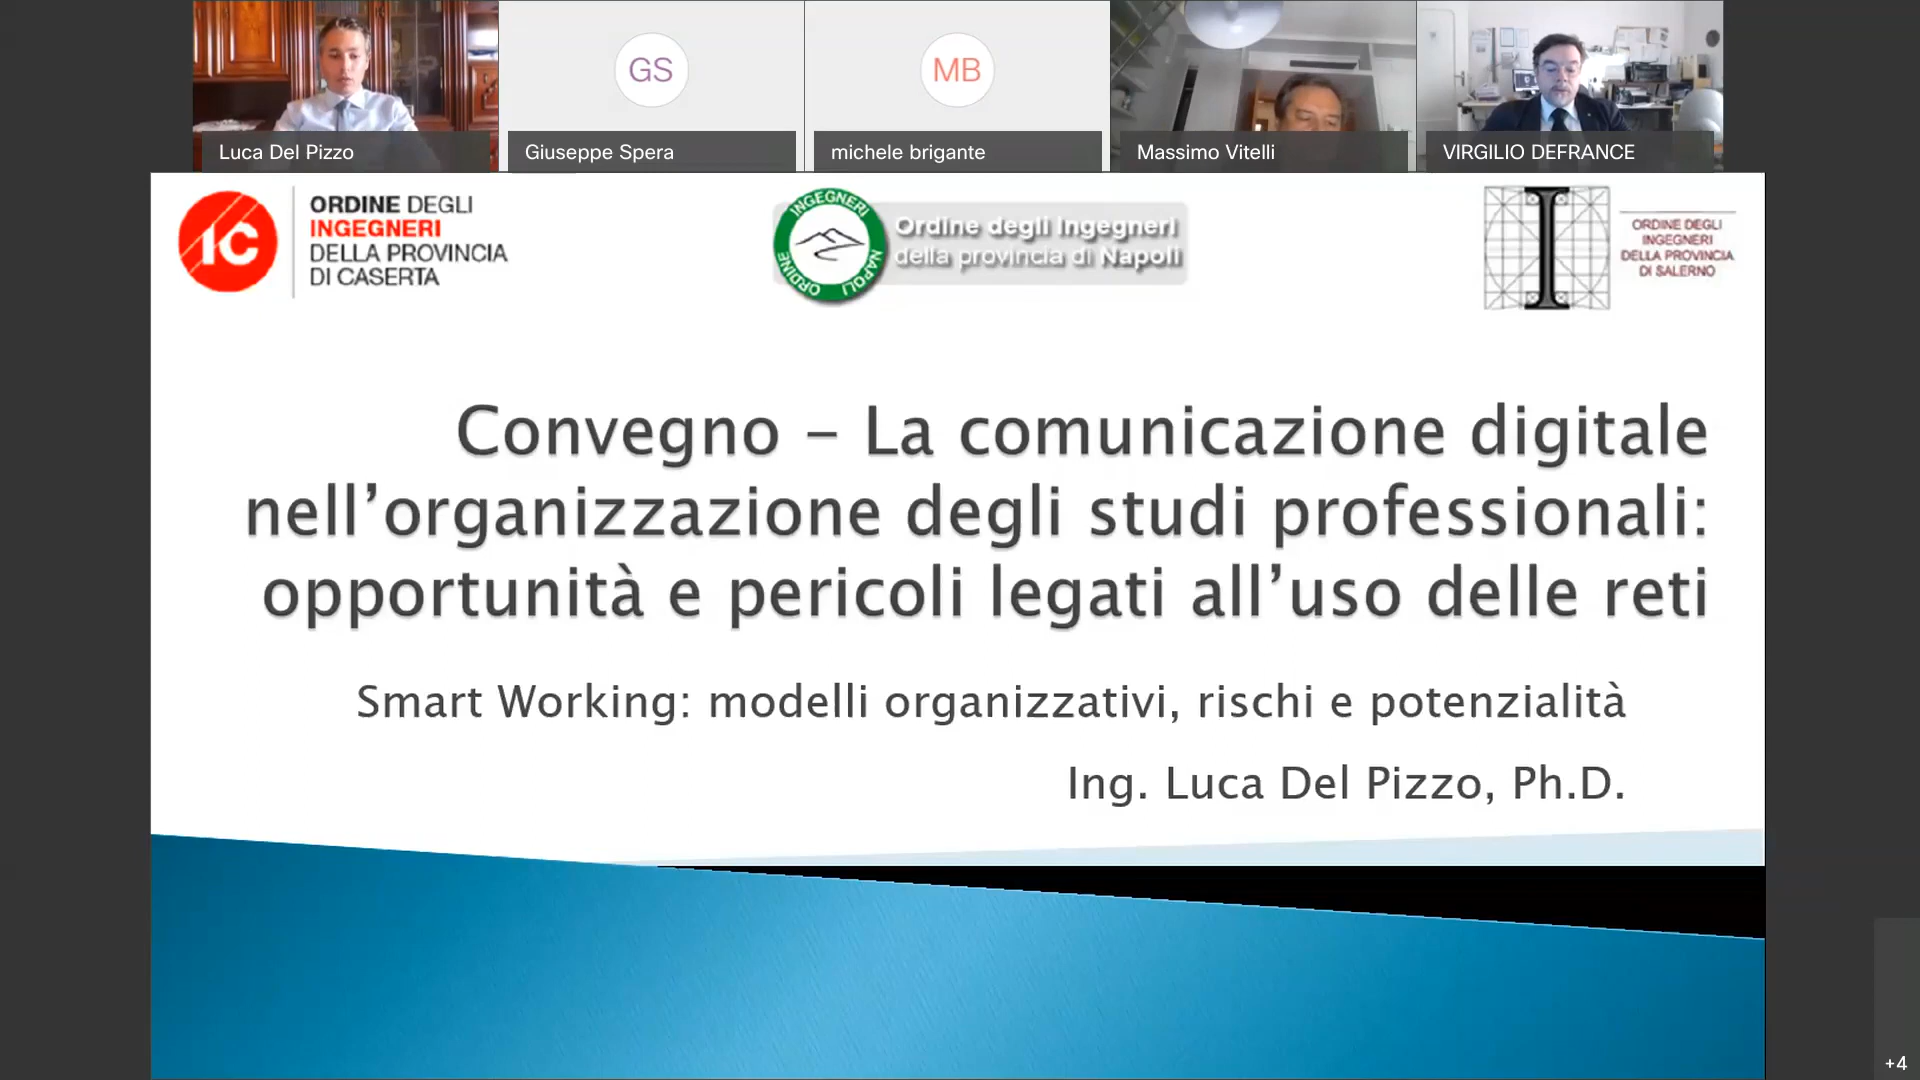 GS
MB
Luca Del Pizzo
Giuseppe Spera
michele brigante
Massimo Vitelli
VIRGILIO DEFRANCE
IC
ORDINE DEGLI
INGEGNERI
DELLA PROVINCIA
DI CASERTA
INGEGNERI
ORDINE NAPOLI
Ordine degli Ingegneri
della provincia di Napoli
I
ORDINE DEGLI
INGEGNERI
DELLA PROVINCIA
DI SALERNO
Convegno – La comunicazione digitale
nell’organizzazione degli studi professionali:
opportunità e pericoli legati all’uso delle reti
Smart Working: modelli organizzativi, rischi e potenzialità
Ing. Luca Del Pizzo, Ph.D.
+4